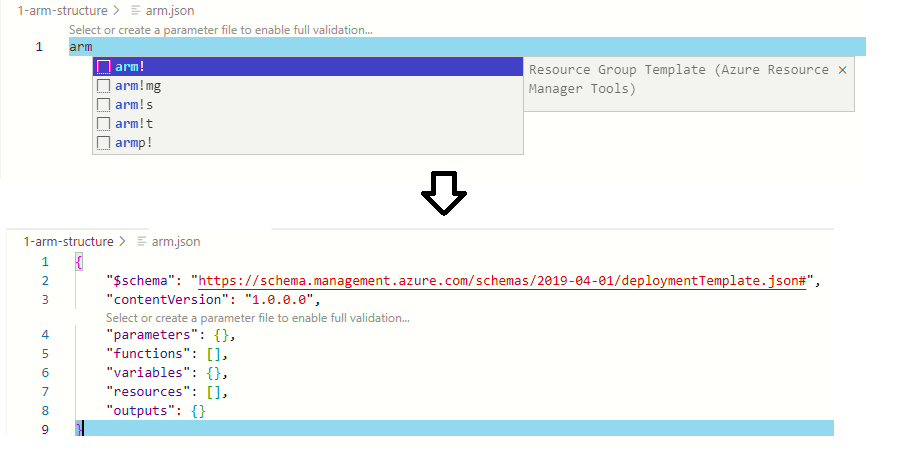 1-arm-structure > arm.json
Select or create a parameter file to enable full validation...
1 arm
arm!
arm!mg
arm!s
arm!t
armp!
Resource Group Template (Azure Resource ×
Manager Tools)
1-arm-structure > arm.json
1 {
2 "$schema": "https://schema.management.azure.com/schemas/2019-04-01/deploymentTemplate.json#",
3 "contentVersion": "1.0.0.0",
Select or create a parameter file to enable full validation...
4 "parameters": {},
5 "functions": [],
6 "variables": {},
7 "resources": [],
8 "outputs": {}
9 }